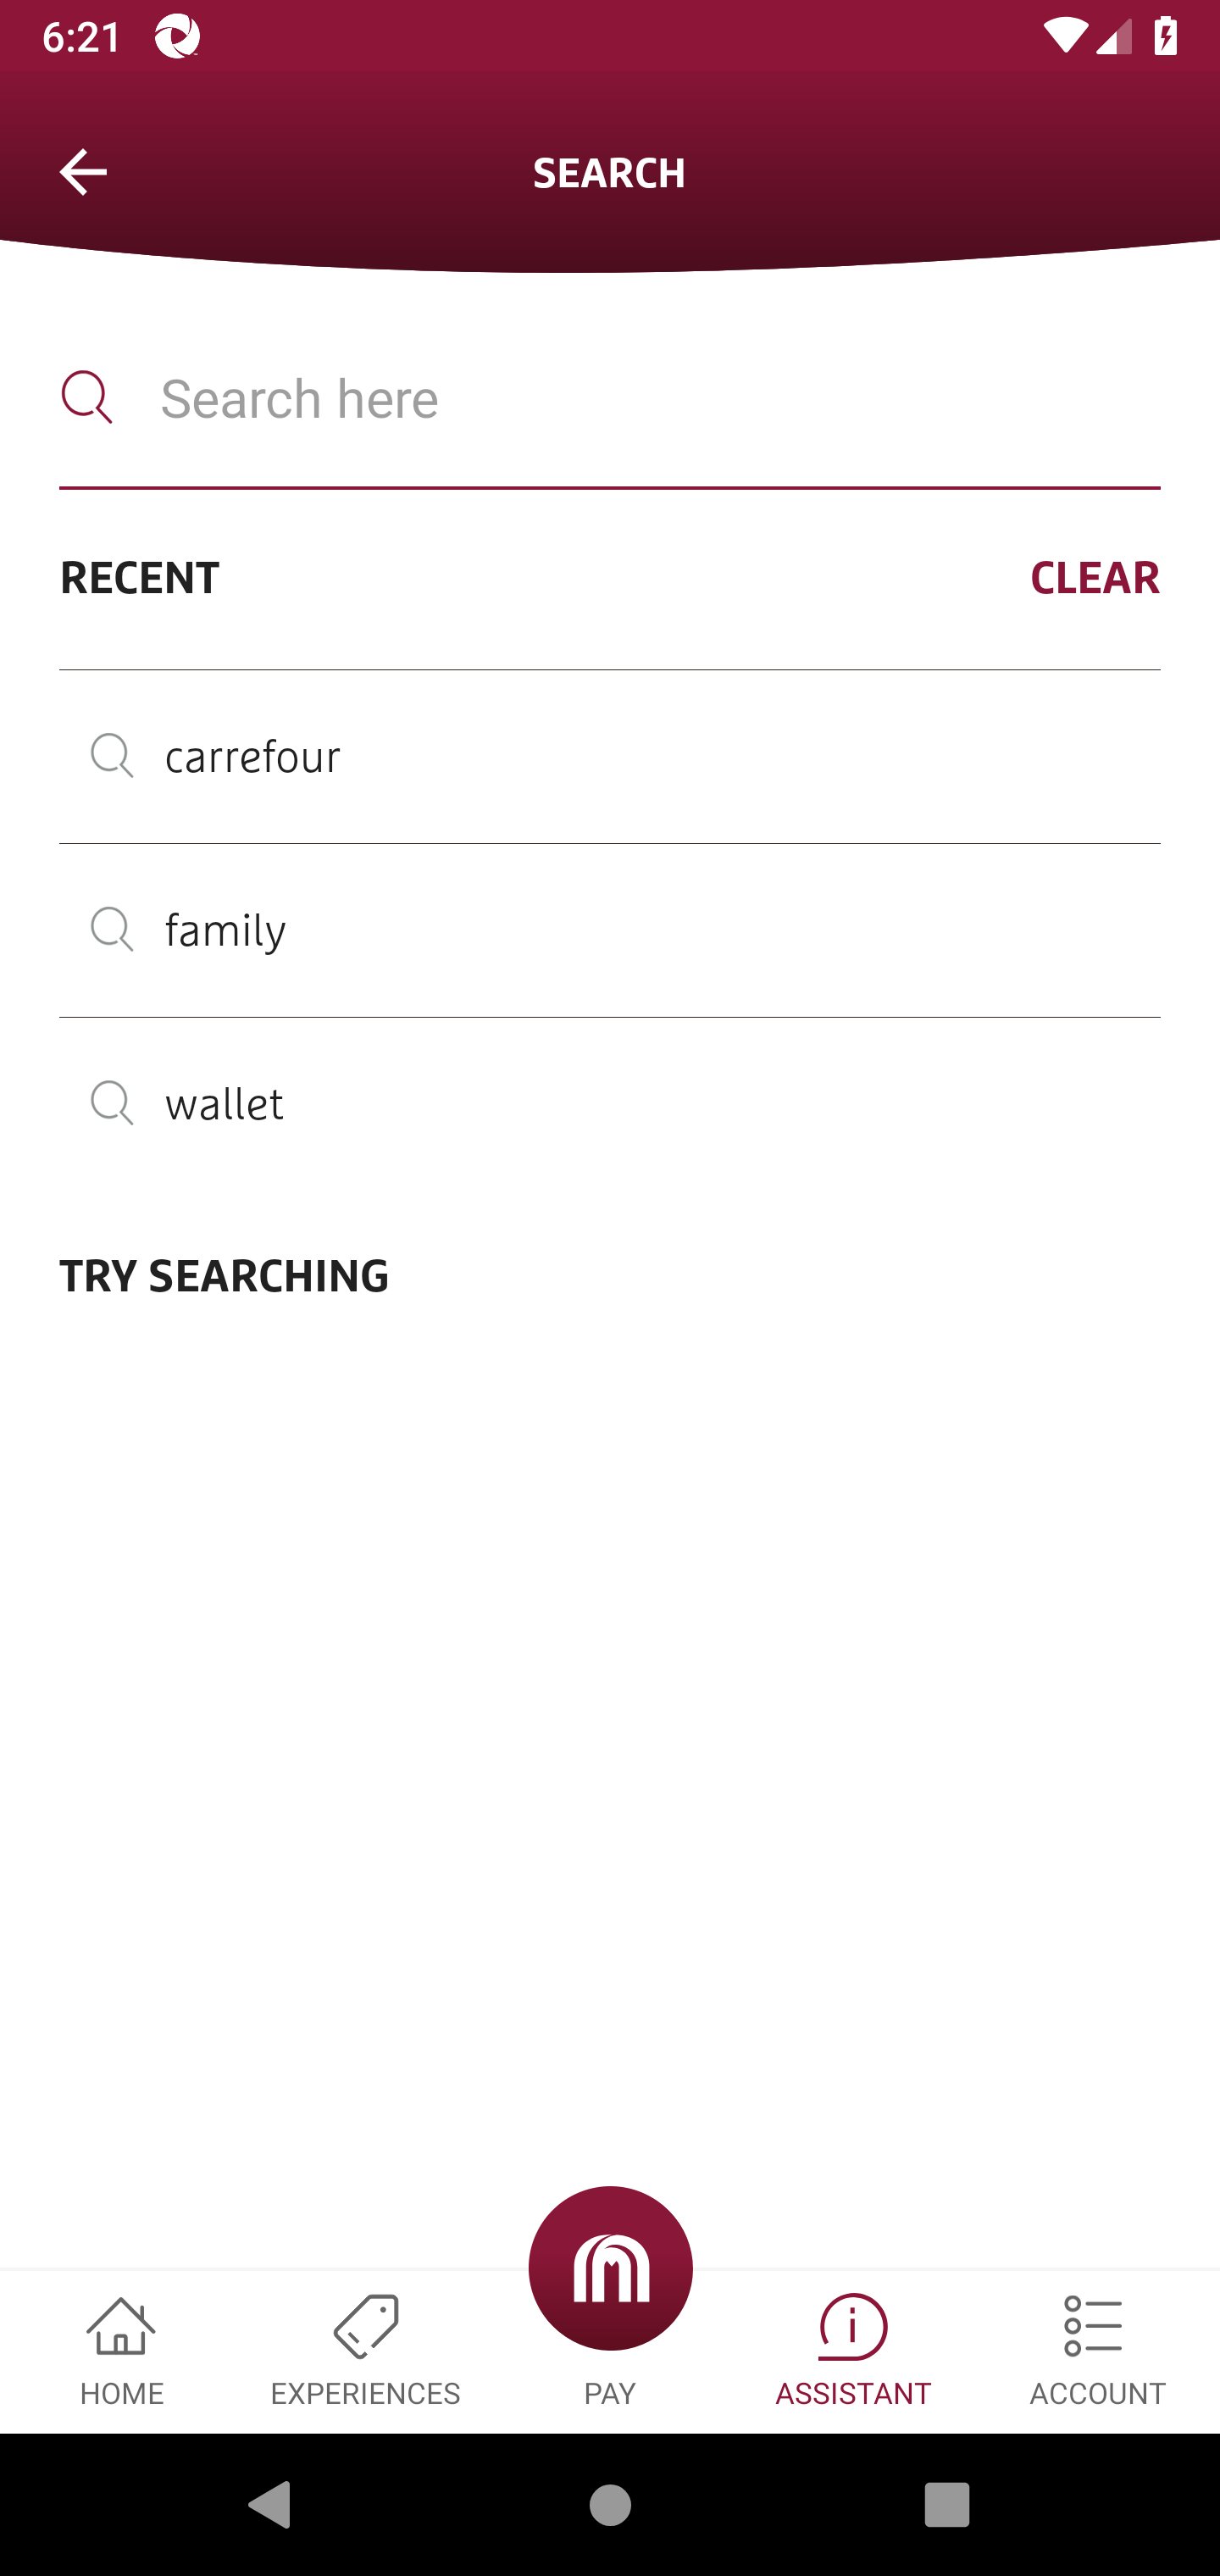 6:21
SEARCH
Search here
RECENT
CLEAR
carrefour
family
wallet
TRY SEARCHING
HOME
EXPERIENCES
PAY
ASSISTANT
ACCOUNT